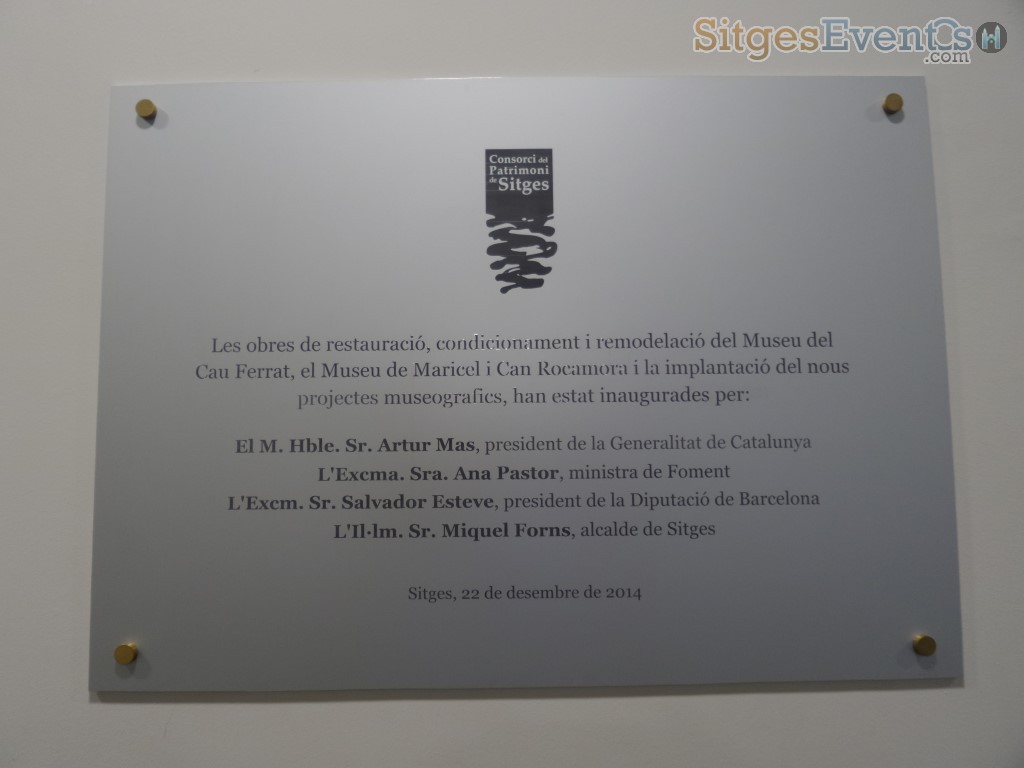 SitgesEvents
.com
Consorci del
Patrimoni
de Sitges
Les obres de restauració, condicionament i remodelació del Museu del
Cau Ferrat, el Museu de Maricel i Can Rocamora i la implantació del nous
projectes museografics, han estat inaugurades per:
El M. Hble. Sr. Artur Mas, president de la Generalitat de Catalunya
L'Excma. Sra. Ana Pastor, ministra de Foment
L'Excm. Sr. Salvador Esteve, president de la Diputació de Barcelona
L'Il·lm. Sr. Miquel Forns, alcalde de Sitges
Sitges, 22 de desembre de 2014